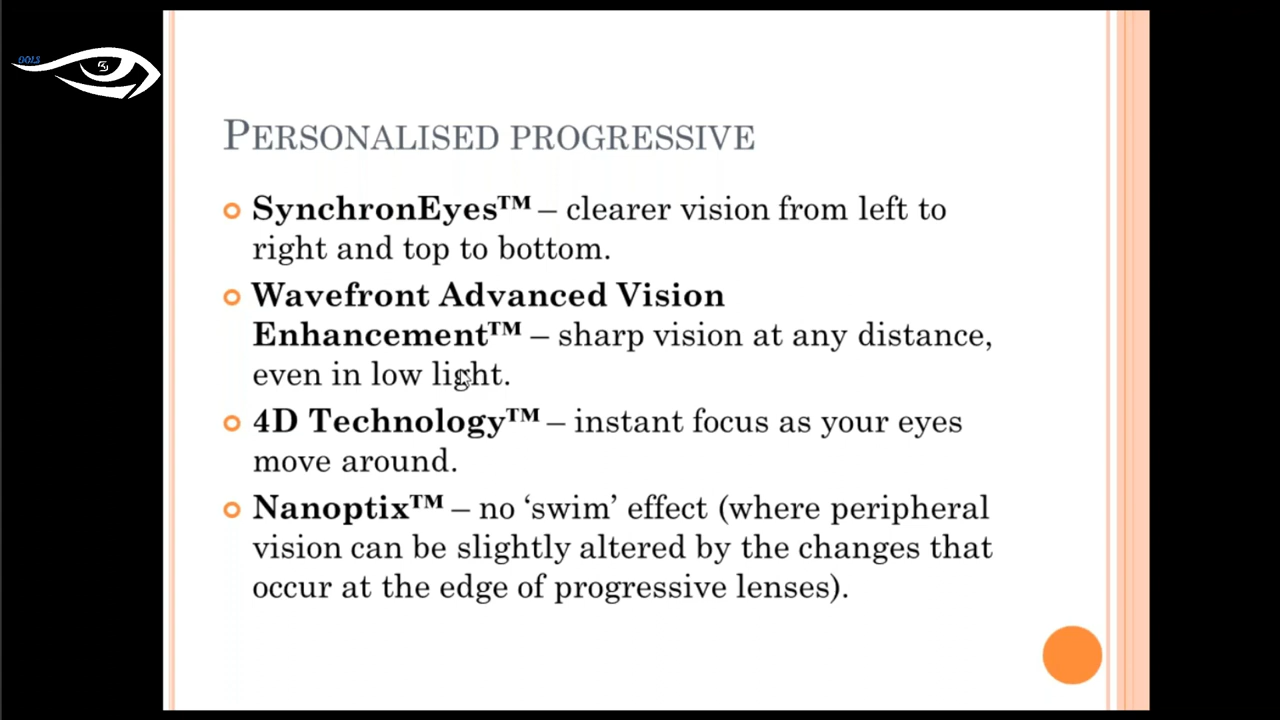 PERSONALISED PROGRESSIVE
SynchronEyes™ – clearer vision from left to
right and top to bottom.
Wavefront Advanced Vision
Enhancement™ – sharp vision at any distance,
even in low light.
4D Technology™ – instant focus as your eyes
move around.
Nanoptix™ – no ‘swim’ effect (where peripheral
vision can be slightly altered by the changes that
occur at the edge of progressive lenses).